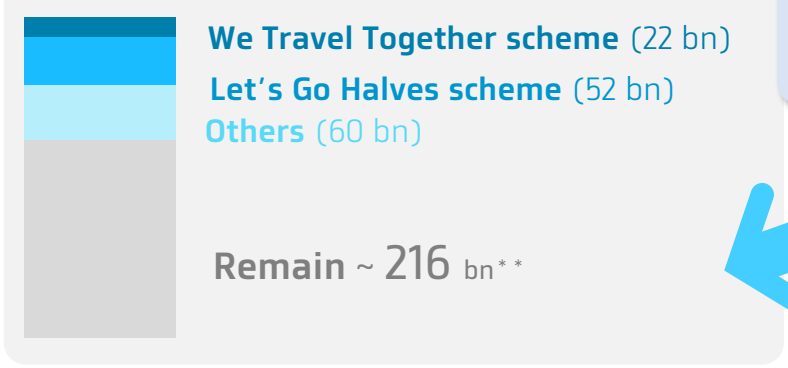 We Travel Together scheme (22 bn)
Let's Go Halves scheme (52 bn)
Others (60 bn)
Remain ~ 216 bn**